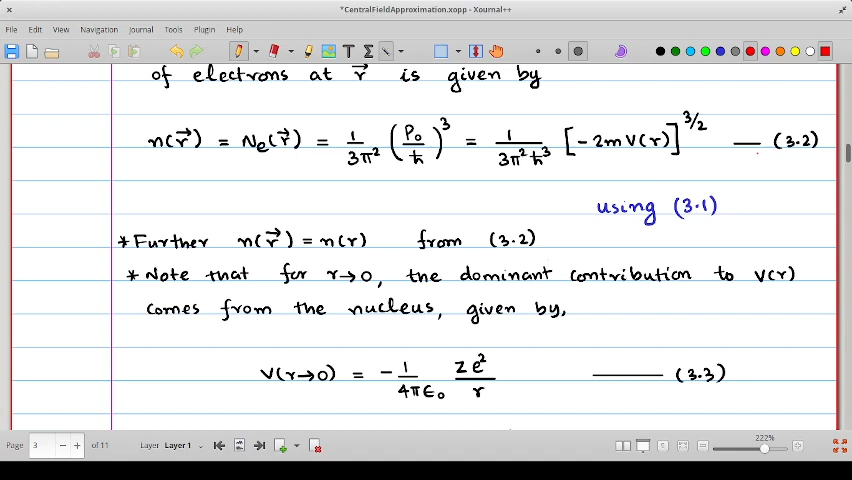 *CentralFieldApproximation.xopp - Xournal++
File Edit View Navigation Journal Tools Plugin Help
of electrons at r⃗ is given by
n(r⃗) = Ne(r⃗) = 1/3π² (P₀/ħ)³ = 1/3π²ħ³ [-2mV(r)]^3/2 — (3.2)
using (3.1)
* Further n(r⃗) = n(r) from (3.2)
* Note that for r→0, the dominant contribution to V(r)
comes from the nucleus, given by,
V(r→0) = - 1/4πε₀ Ze²/r — (3.3)
Page 3 of 11 Layer Layer 1 222%